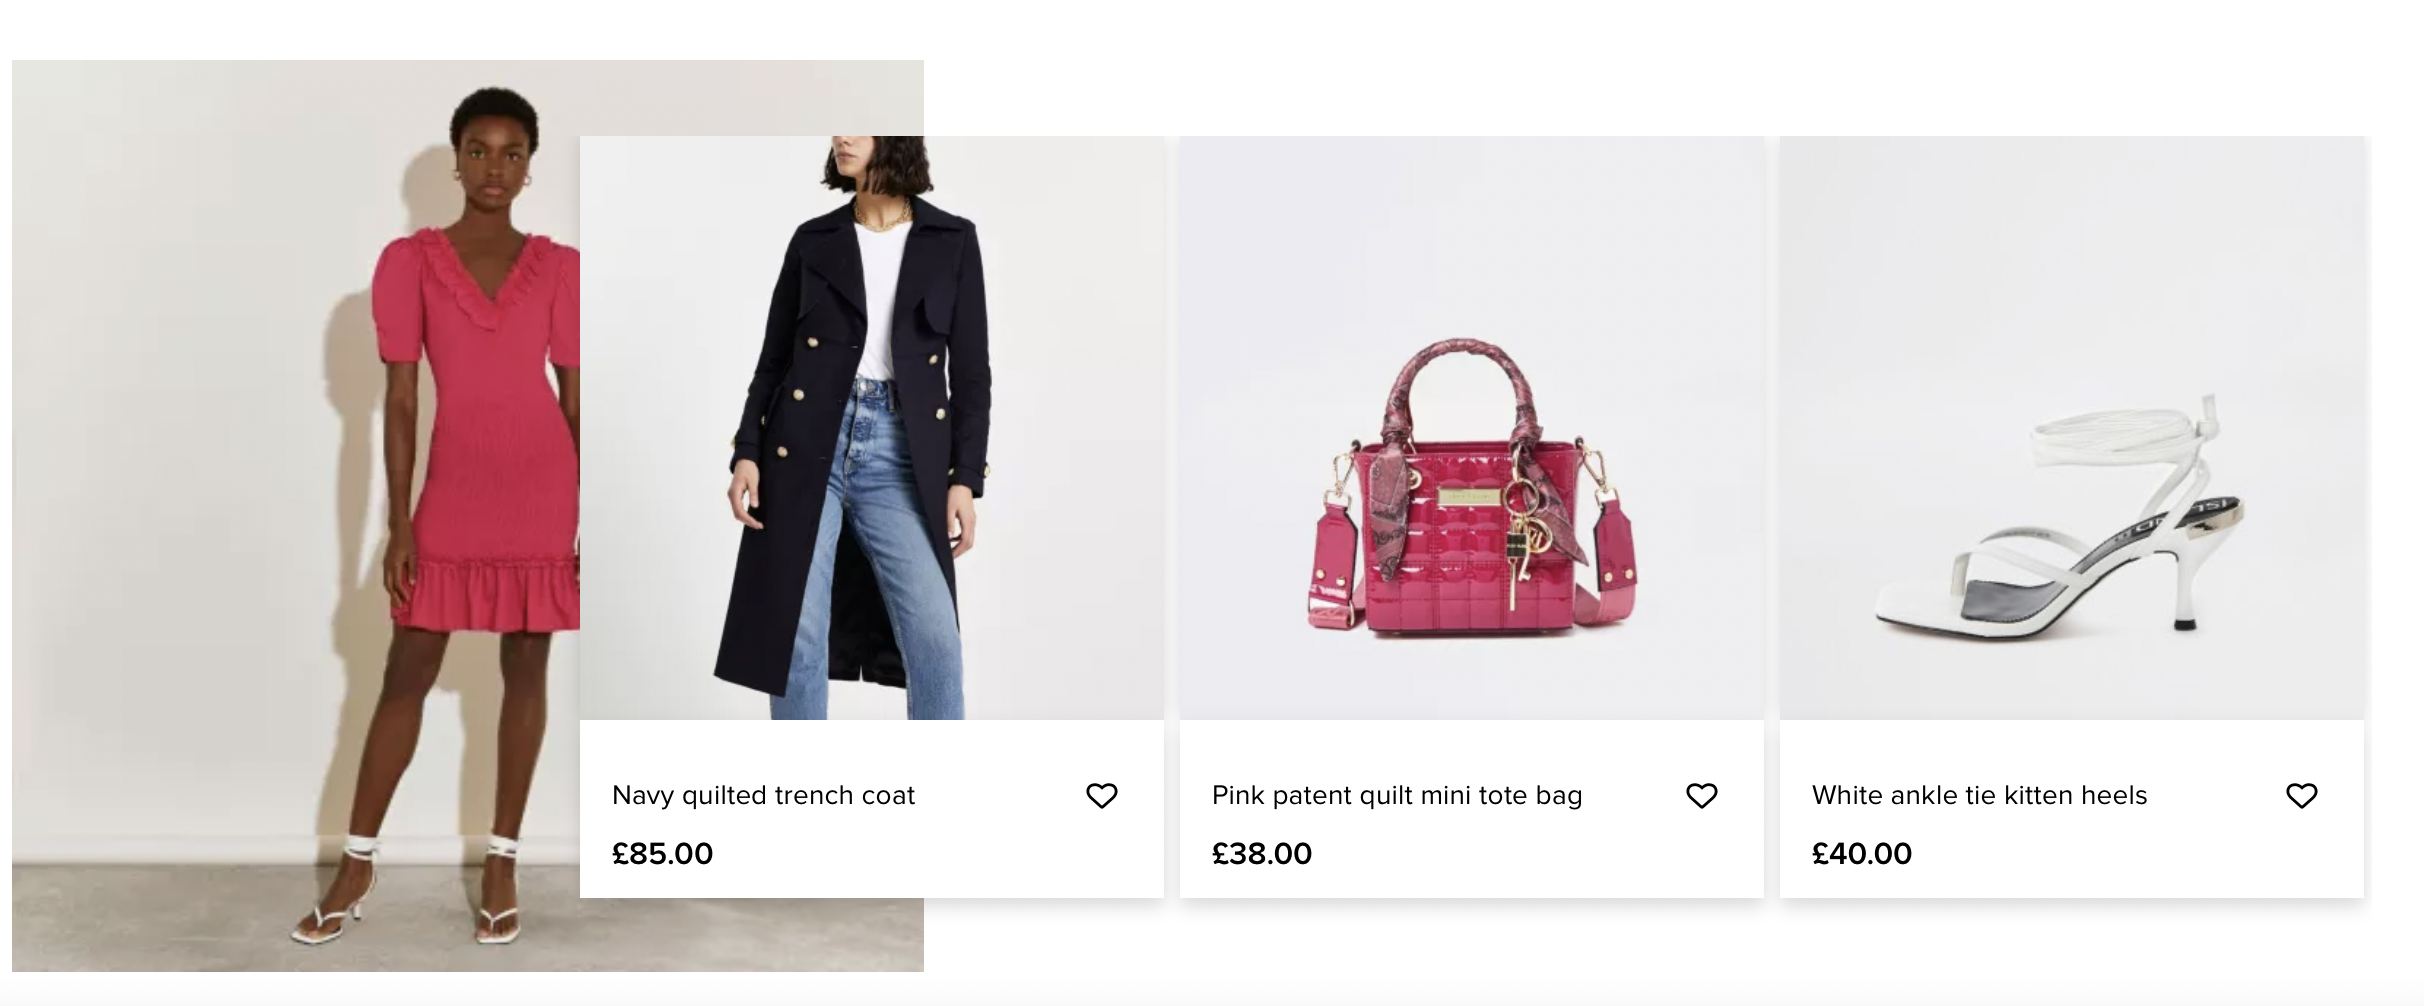 Navy quilted trench coat
£85.00
Pink patent quilt mini tote bag
£38.00
White ankle tie kitten heels
£40.00